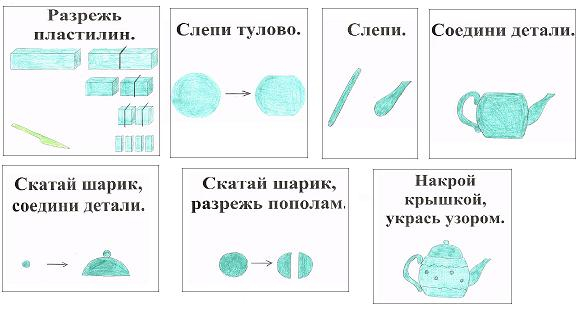 Разрежь
пластилин.
Слепи тулово.
Слепи.
Соедини детали.
Скатай шарик,
соедини детали.
Скатай шарик,
разрежь пополам.
Накрой
крышкой,
укрась узором.